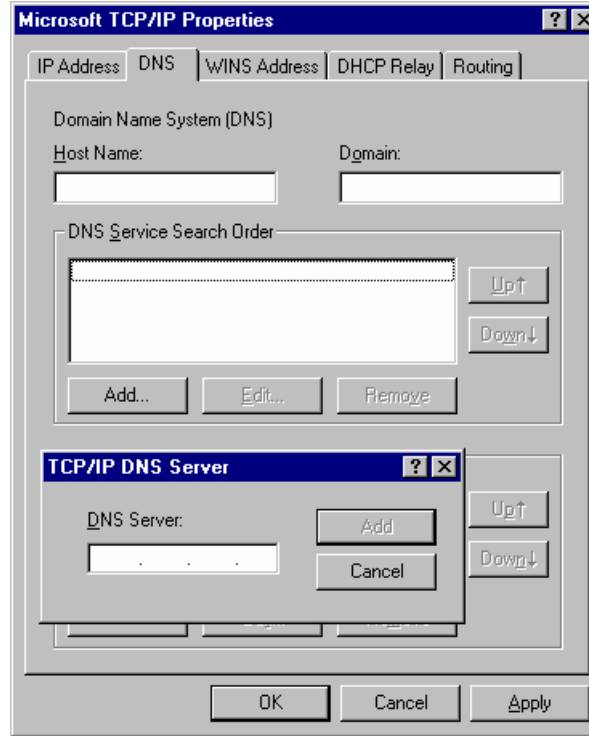 Microsoft TCP/IP Properties
IP Address DNS WINS Address DHCP Relay Routing
Domain Name System (DNS)
Host Name: Domain:
DNS Service Search Order
Up↑
Down↓
Add... Edit... Remove
TCP/IP DNS Server
DNS Server:
. . .
Add
Cancel
Up↑
Down↓
OK Cancel Apply